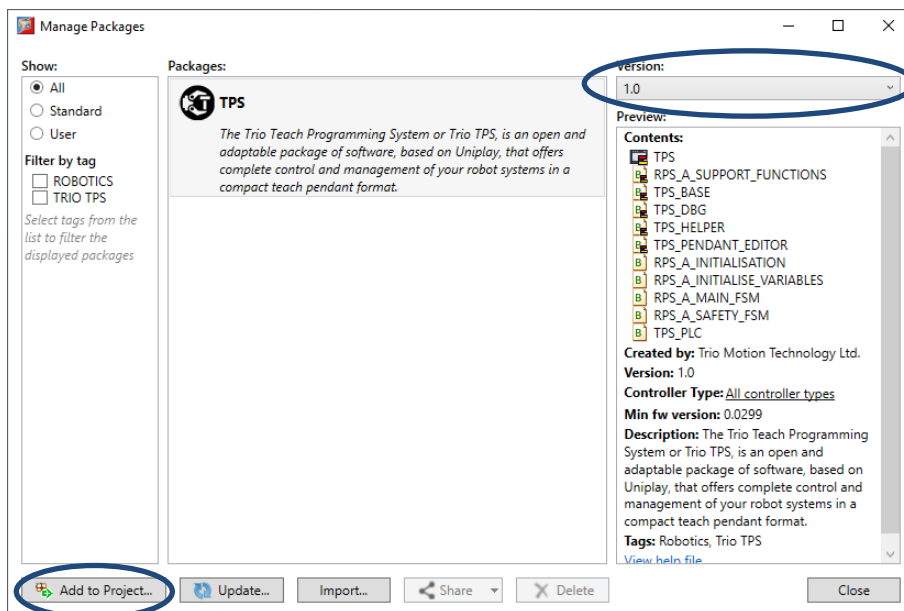 Manage Packages
Show:
All
Standard
User
Filter by tag
ROBOTICS
TRIO TPS
Select tags from the
list to filter the
displayed packages
Packages:
TPS
The Trio Teach Programming System or Trio TPS, is an open and
adaptable package of software, based on Uniplay, that offers
complete control and management of your robot systems in a
compact teach pendant format.
Version:
1.0
Preview:
Contents:
TPS
RPS_A_SUPPORT_FUNCTIONS
TPS_BASE
TPS_DBG
TPS_HELPER
TPS_PENDANT_EDITOR
RPS_A_INITIALISATION
RPS_A_INITIALISE_VARIABLES
RPS_A_MAIN_FSM
RPS_A_SAFETY_FSM
TPS_PLC
Created by: Trio Motion Technology Ltd.
Version: 1.0
Controller Type: All controller types
Min fw version: 0.0299
Description: The Trio Teach Programming
System or Trio TPS, is an open and
adaptable package of software, based on
Uniplay, that offers complete control and
management of your robot systems in a
compact teach pendant format.
Tags: Robotics, Trio TPS
View help file
Add to Project...
Update...
Import...
Share
Delete
Close